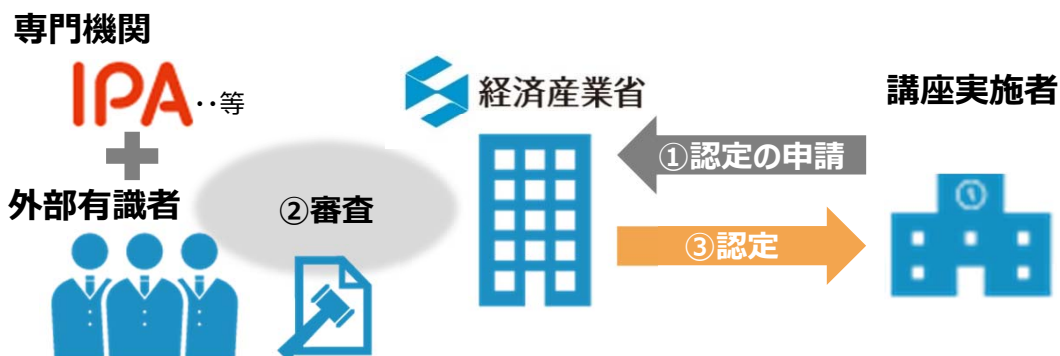 専門機関
IPA‥等
経済産業省
講座実施者
①認定の申請
外部有識者
②審査
③認定